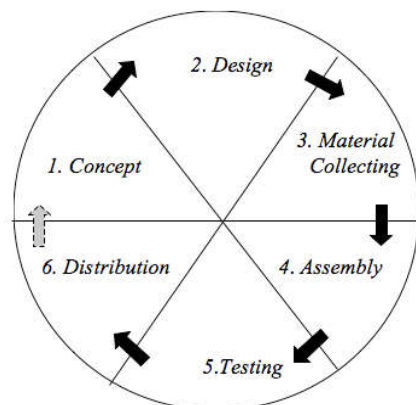 1. Concept
2. Design
3. Material
Collecting
4. Assembly
5.Testing
6. Distribution